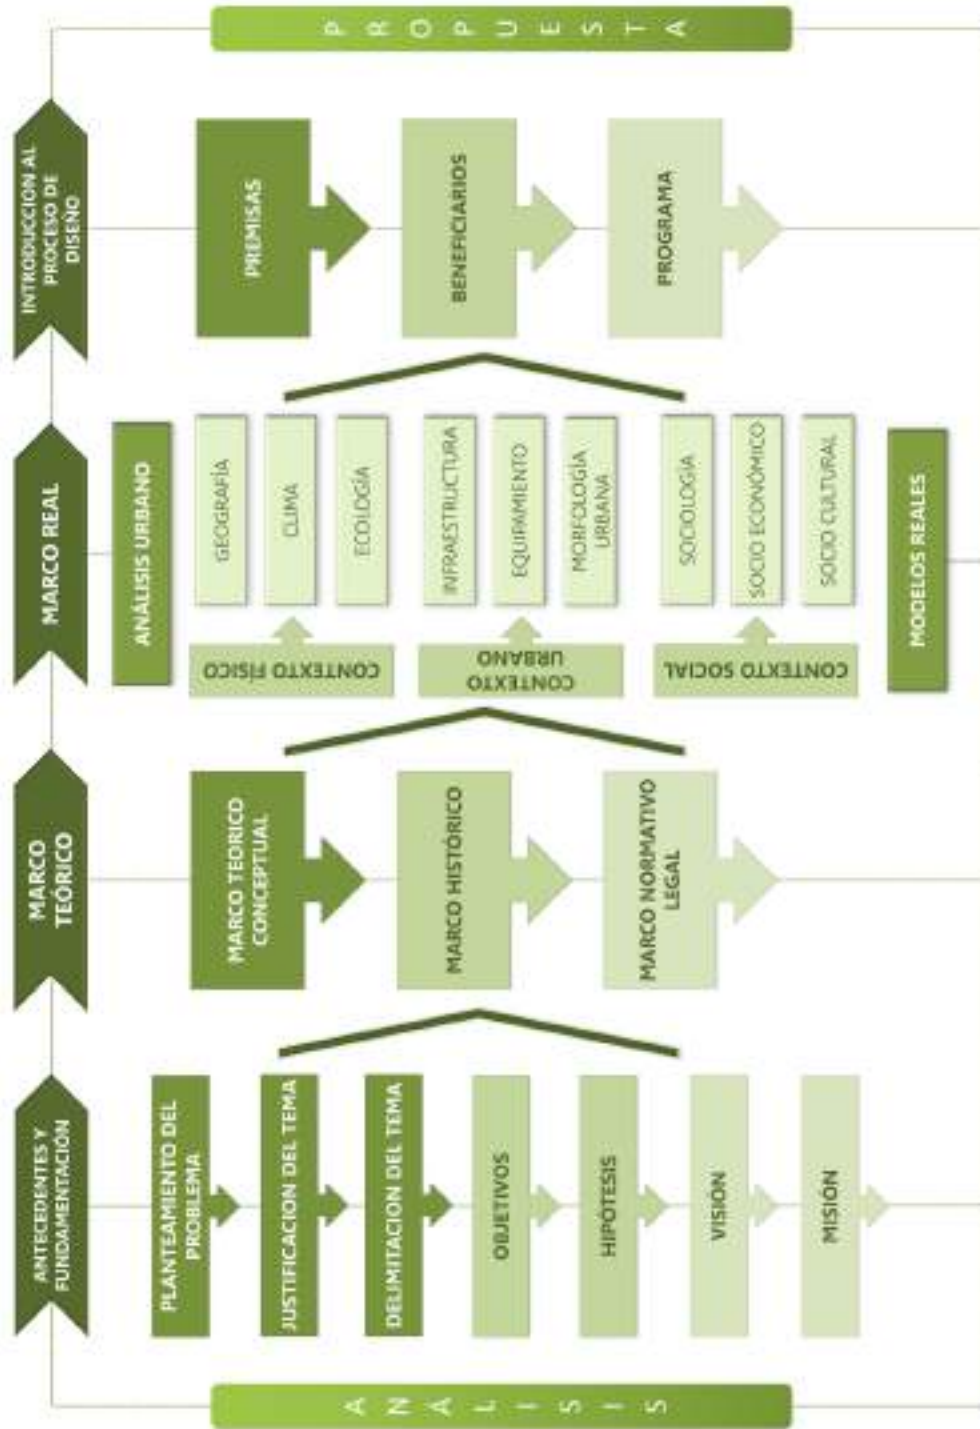 ANÁLISIS
ANTECEDENTES Y
FUNDAMENTACIÓN
PLANTEAMIENTO DEL
PROBLEMA
JUSTIFICACION DEL TEMA
DELIMITACION DEL TEMA
OBJETIVOS
HIPÓTESIS
VISIÓN
MISIÓN
MARCO
TEÓRICO
MARCO TEORICO
CONCEPTUAL
MARCO HISTÓRICO
MARCO NORMATIVO
LEGAL
MARCO REAL
ANÁLISIS URBANO
CONTEXTO FÍSICO
GEOGRAFÍA
CLIMA
ECOLOGÍA
CONTEXTO
URBANO
INFRAESTRUCTURA
EQUIPAMIENTO
MORFOLOGÍA
URBANA
CONTEXTO SOCIAL
SOCIOLOGÍA
SOCIO ECONÓMICO
SOCIO CULTURAL
MODELOS REALES
INTRODUCCION AL
PROCESO DE
DISEÑO
PREMISAS
BENEFICIARIOS
PROGRAMA
PROPUESTA